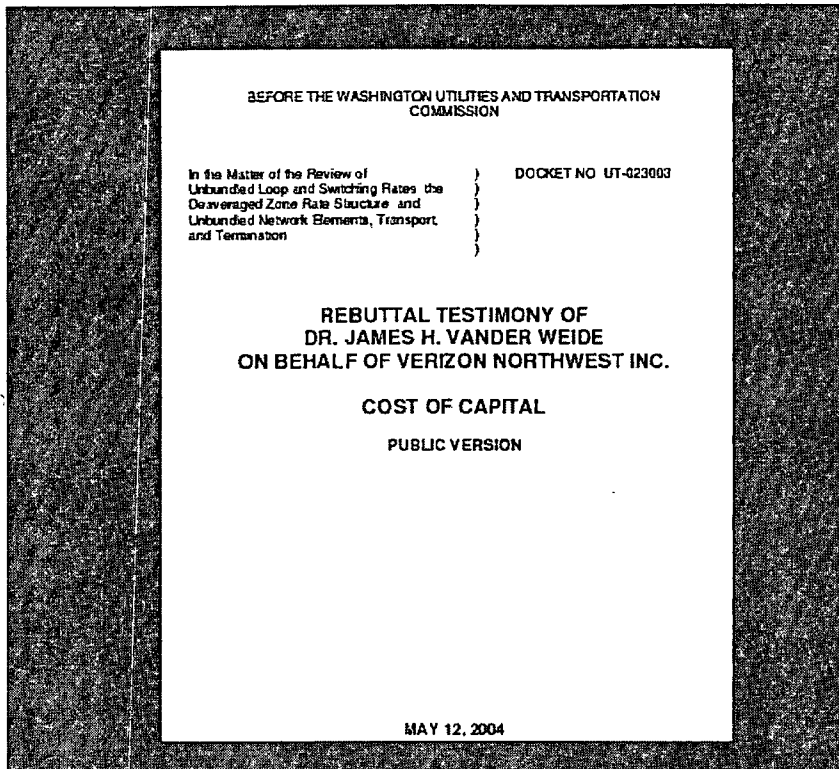 BEFORE THE WASHINGTON UTILITIES AND TRANSPORTATION
COMMISSION
In the Matter of the Review of ) DOCKET NO UT-023003
Unbundled Loop and Switching Rates the )
Deaveraged Zone Rate Structure and )
Unbundled Network Elements, Transport, )
and Termination )
)
REBUTTAL TESTIMONY OF
DR. JAMES H. VANDER WEIDE
ON BEHALF OF VERIZON NORTHWEST INC.
COST OF CAPITAL
PUBLIC VERSION
MAY 12, 2004